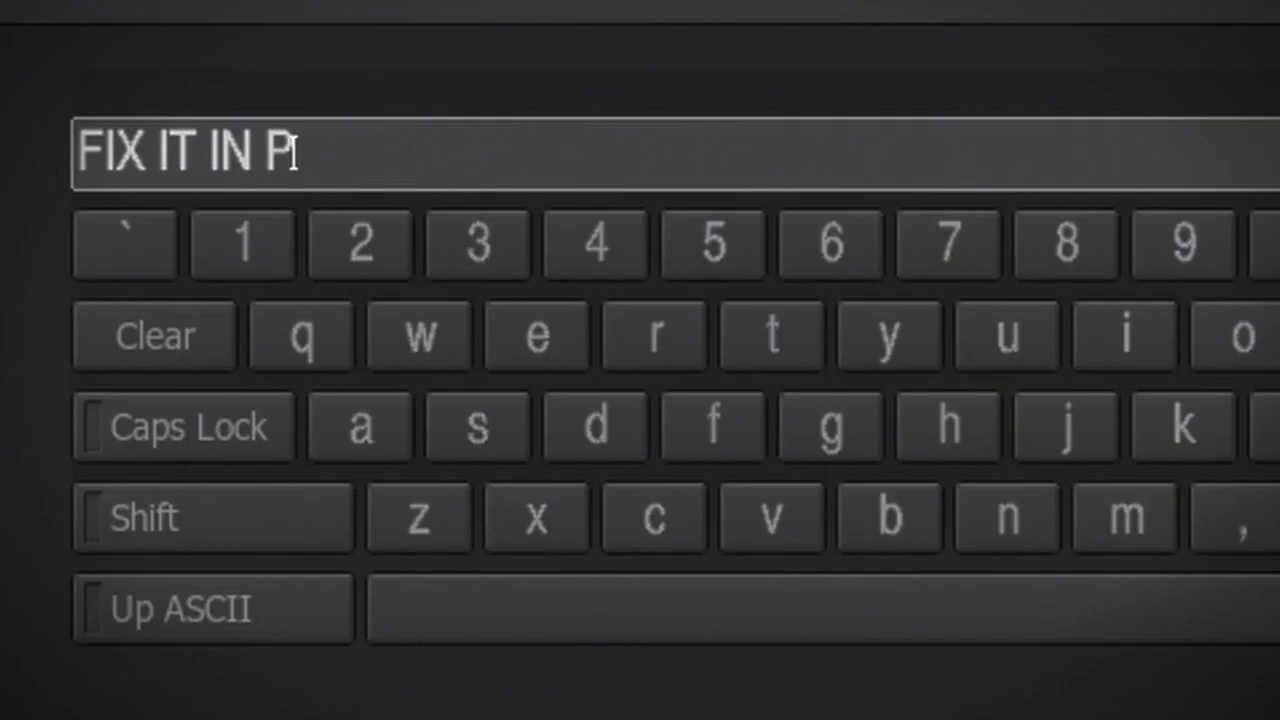 FIX IT IN P
` 1 2 3 4 5 6 7 8 9
Clear q w e r t y u i o
Caps Lock a s d f g h j k
Shift z x c v b n m ,
Up ASCII